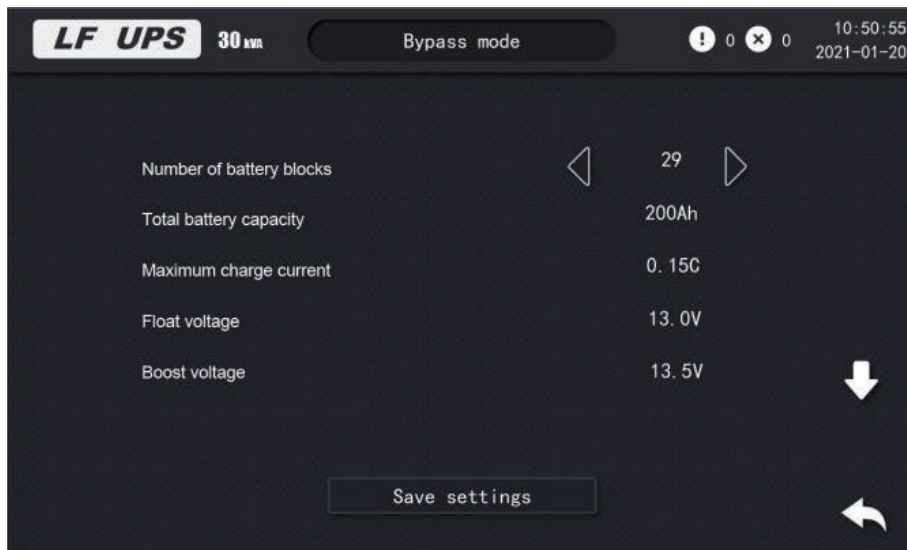 LF UPS 30 kVA Bypass mode ! 0 × 0 10:50:55
2021-01-20
Number of battery blocks 29
Total battery capacity 200Ah
Maximum charge current 0.15C
Float voltage 13.0V
Boost voltage 13.5V
Save settings